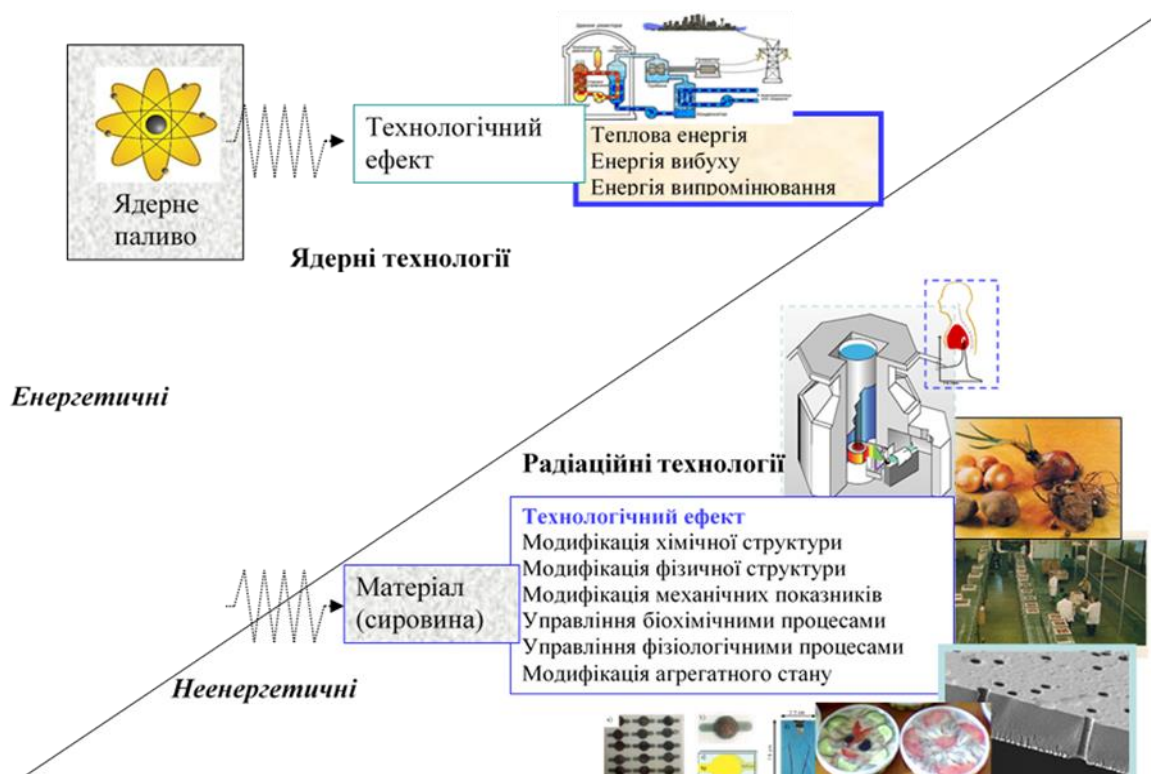 Ядерне
паливо
Технологічний
ефект
Теплова енергія
Енергія вибуху
Енергія випромінювання
Ядерні технології
Енергетичні
Радіаційні технології
Матеріал
(сировина)
Технологічний ефект
Модифікація хімічної структури
Модифікація фізичної структури
Модифікація механічних показників
Управління біохімічними процесами
Управління фізіологічними процесами
Модифікація агрегатного стану
Неенергетичні